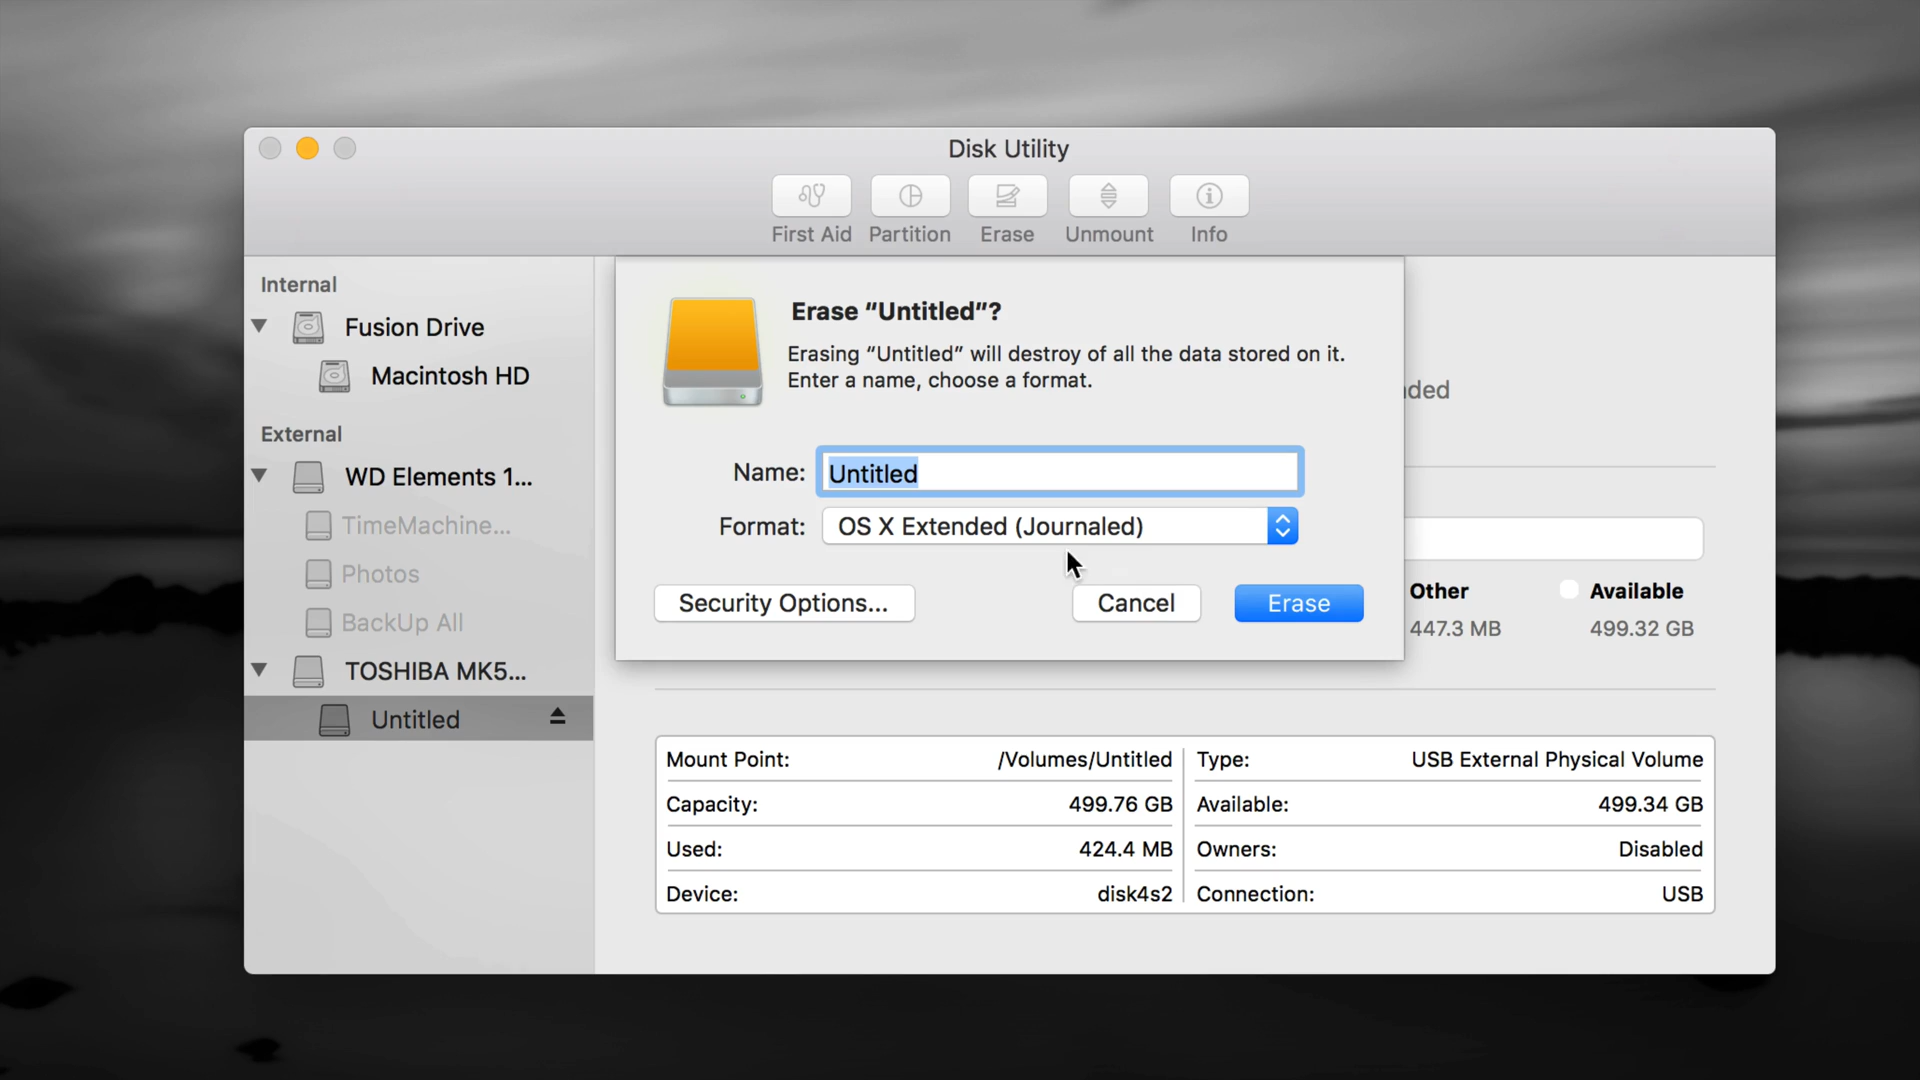 Disk Utility
First Aid
Partition
Erase
Unmount
Info
Internal
Fusion Drive
Macintosh HD
External
WD Elements 1...
TimeMachine...
Photos
BackUp All
TOSHIBA MK5...
Untitled
Erase “Untitled”?
Erasing “Untitled” will destroy of all the data stored on it.
Enter a name, choose a format.
Name: Untitled
Format: OS X Extended (Journaled)
Security Options...
Cancel
Erase
Other
447.3 MB
Available
499.32 GB
Mount Point: /Volumes/Untitled
Type: USB External Physical Volume
Capacity: 499.76 GB
Available: 499.34 GB
Used: 424.4 MB
Owners: Disabled
Device: disk4s2
Connection: USB